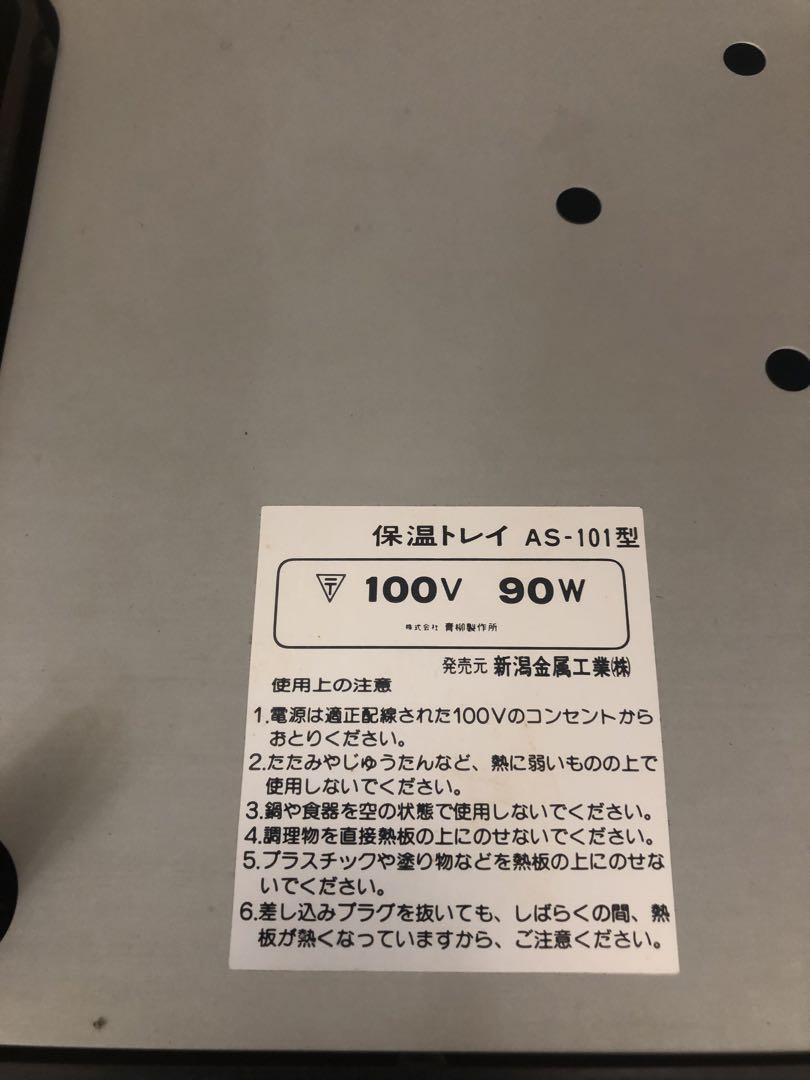 保温トレイ AS-101型
〒 100V 90W
株式会社 青柳製作所
発売元 新潟金属工業㈱
使用上の注意
1.電源は適正配線された100Vのコンセントから
おとりください。
2.たたみやじゅうたんなど、熱に弱いものの上で
使用しないでください。
3.鍋や食器を空の状態で使用しないでください。
4.調理物を直接熱板の上にのせないでください。
5.プラスチックや塗り物などを熱板の上にのせな
いでください。
6.差し込みプラグを抜いても、しばらくの間、熱
板が熱くなっていますから、ご注意ください。